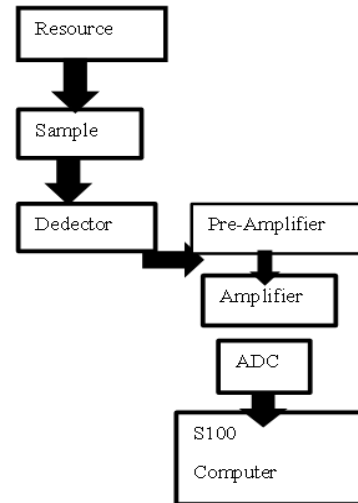 Resource
Sample
Dedector
Pre-Amplifier
Amplifier
ADC
S100
Computer